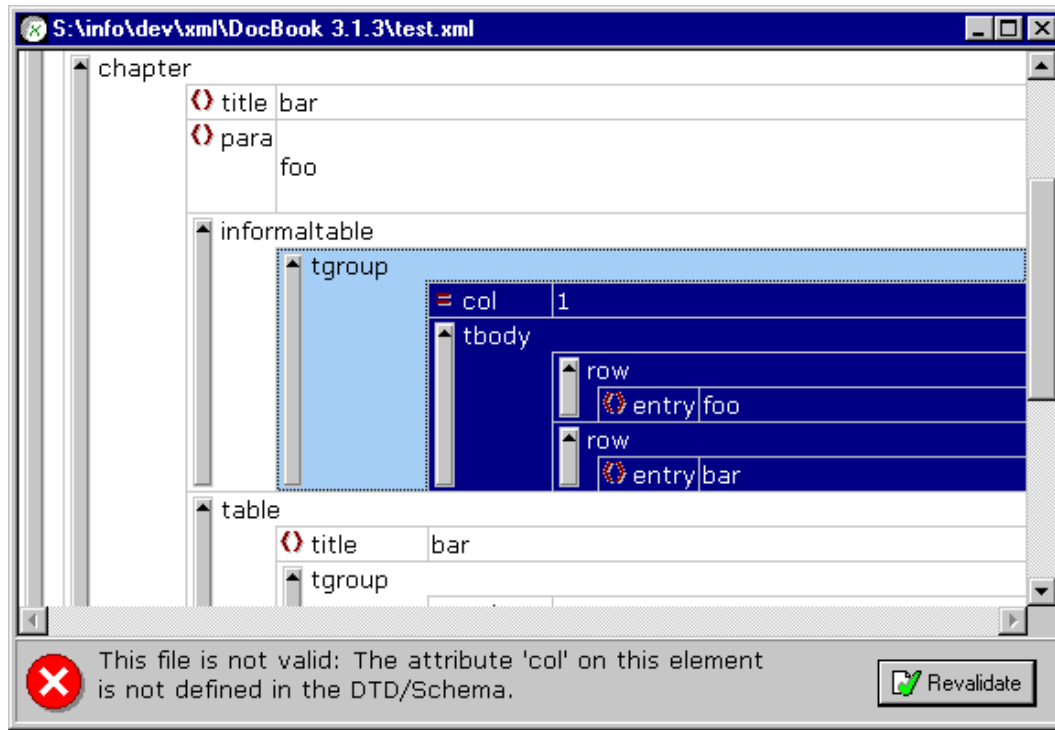 S:\info\dev\xml\DocBook 3.1.3\test.xml
chapter
title bar
para
foo
informaltable
tgroup
= col 1
tbody
row
entry foo
row
entry bar
table
title bar
tgroup
This file is not valid: The attribute 'col' on this element
is not defined in the DTD/Schema.
Revalidate